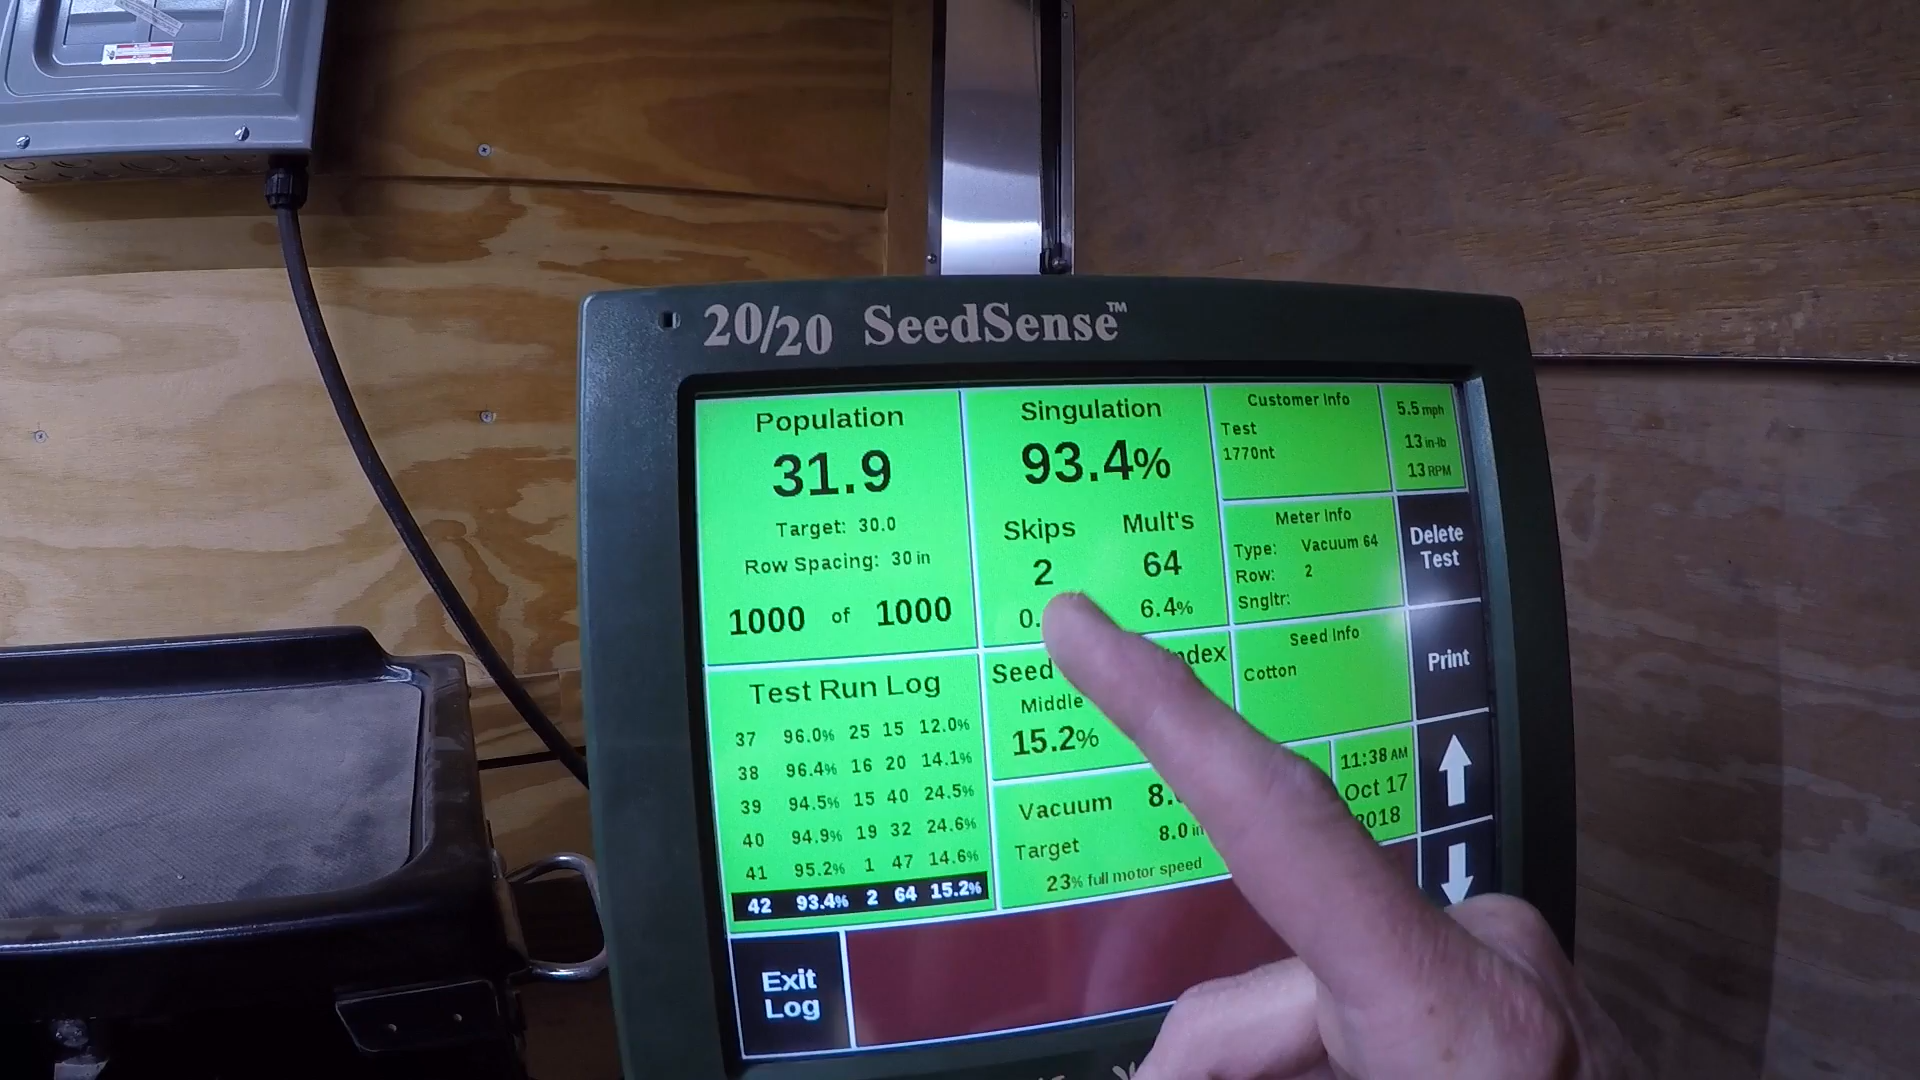 20/20 SeedSense™
Population
31.9
Target: 30.0
Row Spacing: 30 in
1000 of 1000
Singulation
93.4%
Skips Mult's
2 64
0. 6.4%
Customer Info
Test
1770nt
5.5 mph
13 in-lb
13 RPM
Meter Info
Type: Vacuum 64
Row: 2
Sngltr:
Delete
Test
Test Run Log
37 96.0% 25 15 12.0%
38 96.4% 16 20 14.1%
39 94.5% 15 40 24.5%
40 94.9% 19 32 24.6%
41 95.2% 1 47 14.6%
42 93.4% 2 64 15.2%
Seed
Middle
15.2%
Seed Info
Cotton
Print
Vacuum 8.
Target 8.0 in
23% full motor speed
11:38 AM
Oct 17
2018
Exit
Log